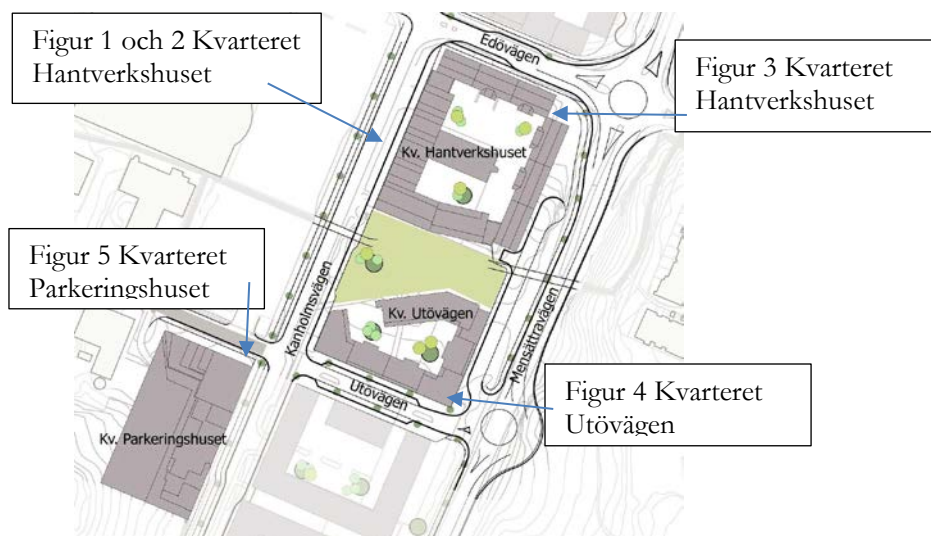 Figur 1 och 2 Kvarteret
Hantverkshuset
Edövägen
Figur 3 Kvarteret
Hantverkshuset
Kv. Hantverkshuset
Figur 5 Kvarteret
Parkeringshuset
Kanholmsvägen
Kv. Utövägen
Mensättravägen
Utövägen
Figur 4 Kvarteret
Utövägen
Kv. Parkeringshuset